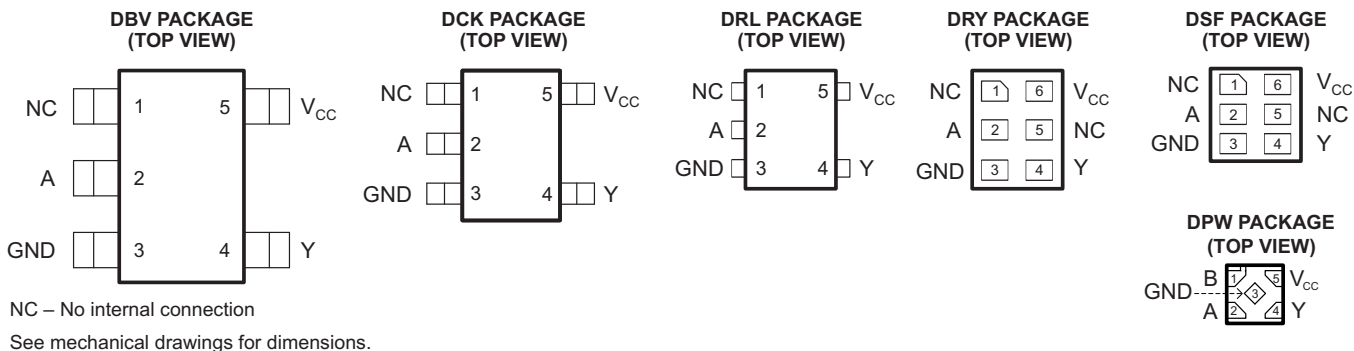 DBV PACKAGE
(TOP VIEW)
NC 1 5 VCC
A 2
GND 3 4 Y
DCK PACKAGE
(TOP VIEW)
NC 1 5 VCC
A 2
GND 3 4 Y
DRL PACKAGE
(TOP VIEW)
NC 1 5 VCC
A 2
GND 3 4 Y
DRY PACKAGE
(TOP VIEW)
NC 1 6 VCC
A 2 5 NC
GND 3 4 Y
DSF PACKAGE
(TOP VIEW)
NC 1 6 VCC
A 2 5 NC
GND 3 4 Y
DPW PACKAGE
(TOP VIEW)
B 1 5 VCC
GND 3
A 2 4 Y
NC – No internal connection
See mechanical drawings for dimensions.